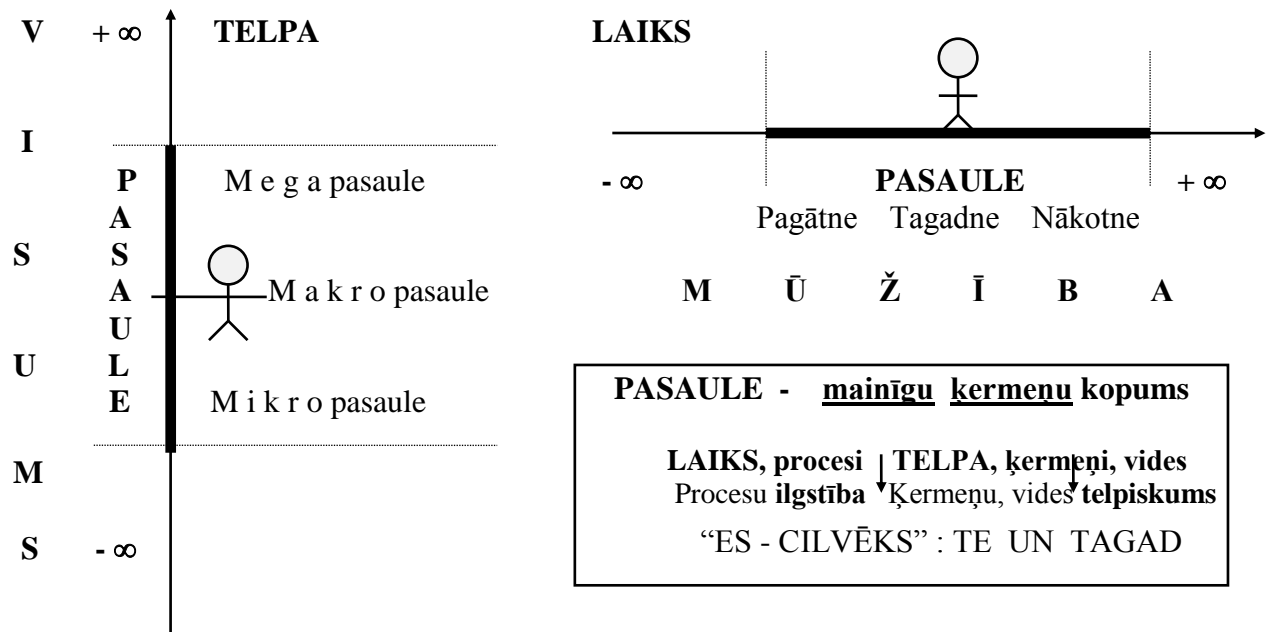 V I S U M S
+ ∞
TELPA
P A S A U L E
M e g a pasaule
M a k r o pasaule
M i k r o pasaule
- ∞
LAIKS
- ∞ PASAULE + ∞
Pagātne Tagadne Nākotne
M Ū Ž Ī B A
PASAULE - mainīgu ķermeņu kopums
LAIKS, procesi TELPA, ķermeņi, vides
Procesu ilgstība Ķermeņu, vides telpiskums
“ES - CILVĒKS” : TE UN TAGAD